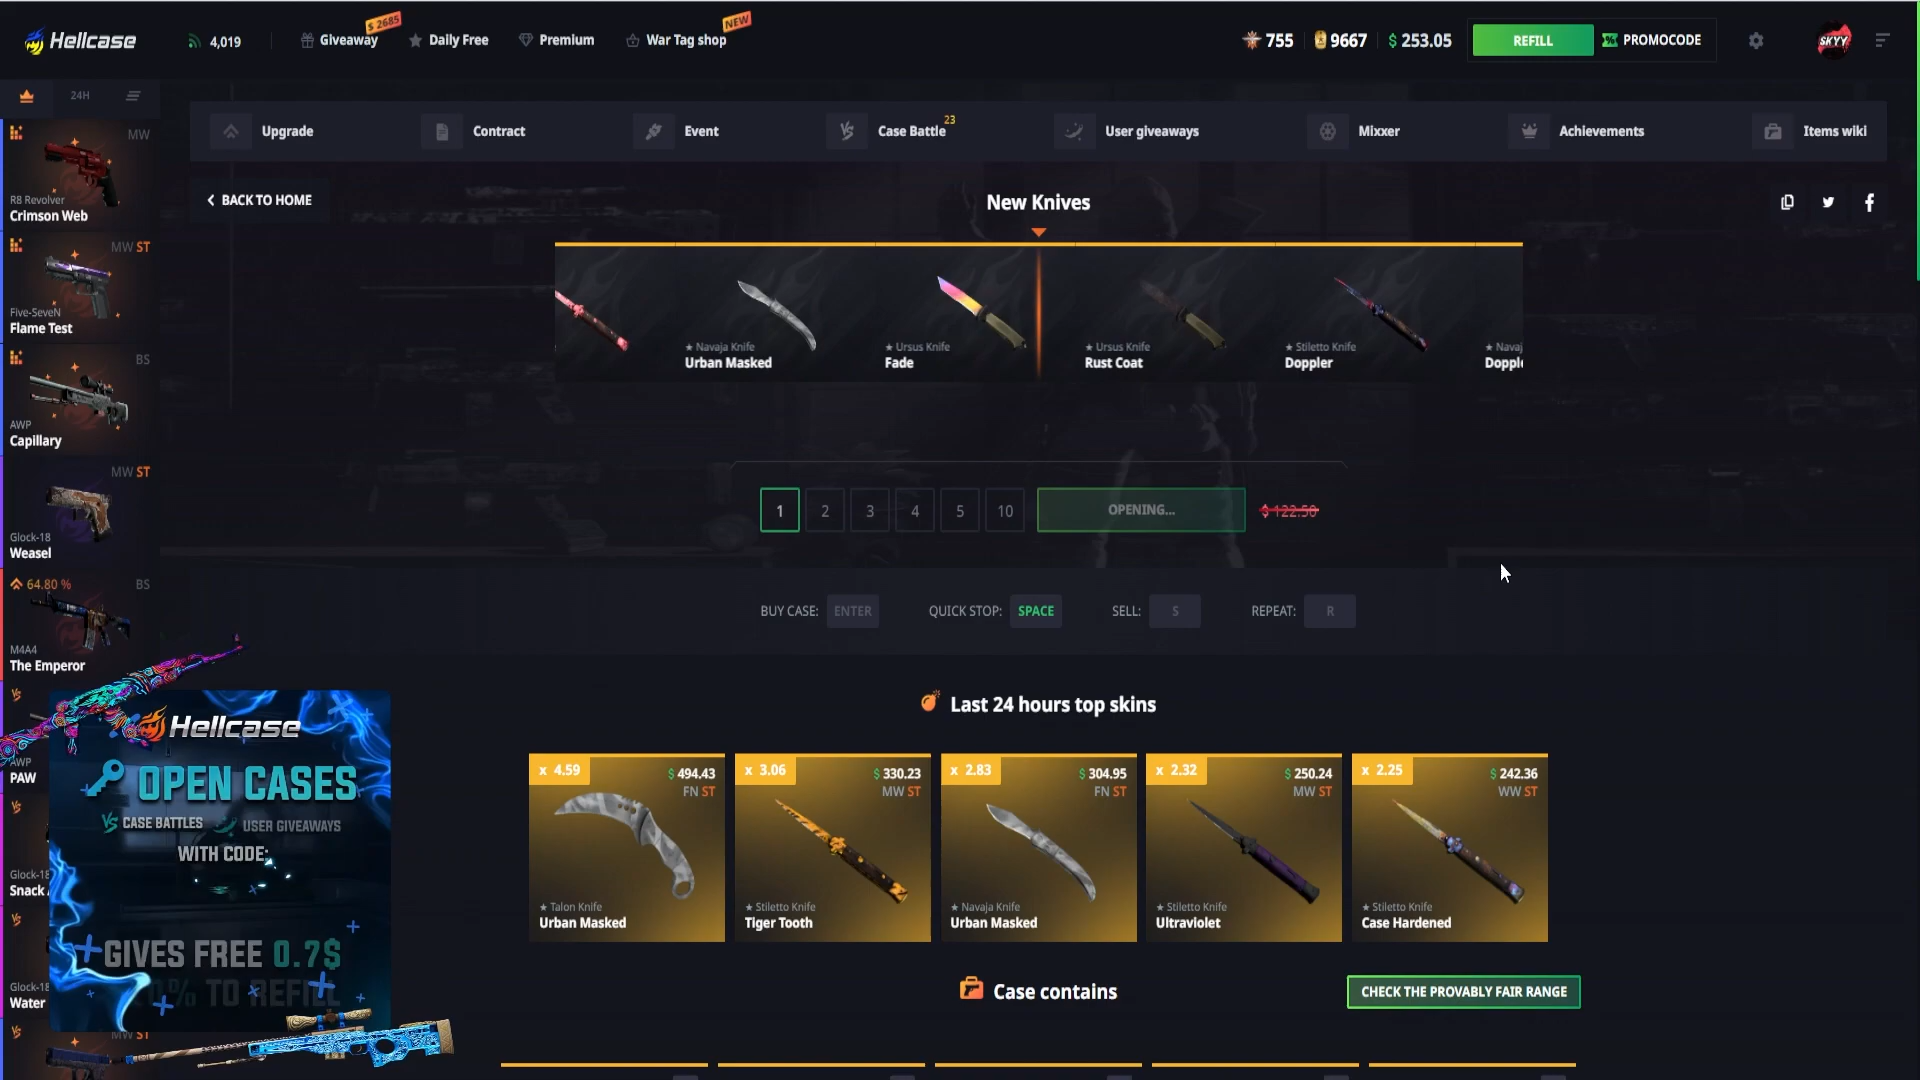 Hellcase
4,019
Giveaway
$ 2685
Daily Free
Premium
War Tag shop
NEW
755
9667
$ 253.05
REFILL
PROMOCODE
SKYY
24H
Upgrade
Contract
Event
Case Battle
23
User giveaways
Mixxer
Achievements
Items wiki
BACK TO HOME
New Knives
MW
R8 Revolver
Crimson Web
MW ST
Five-SeveN
Flame Test
BS
AWP
Capillary
MW ST
Glock-18
Weasel
64.80 %
BS
M4A4
The Emperor
AWP
PAW
Glock-18
Snack
Glock-18
Water
MW ST
★ Navaja Knife
Urban Masked
★ Ursus Knife
Fade
★ Ursus Knife
Rust Coat
★ Stiletto Knife
Doppler
★ Navaj
Doppl
1
2
3
4
5
10
OPENING...
$ 122.50
BUY CASE:
ENTER
QUICK STOP:
SPACE
SELL:
S
REPEAT:
R
Last 24 hours top skins
x 4.59
$ 494.43
FN ST
★ Talon Knife
Urban Masked
x 3.06
$ 330.23
MW ST
★ Stiletto Knife
Tiger Tooth
x 2.83
$ 304.95
FN ST
★ Navaja Knife
Urban Masked
x 2.32
$ 250.24
MW ST
★ Stiletto Knife
Ultraviolet
x 2.25
$ 242.36
WW ST
★ Stiletto Knife
Case Hardened
Case contains
CHECK THE PROVABLY FAIR RANGE
Hellcase
OPEN CASES
VS CASE BATTLES
USER GIVEAWAYS
WITH CODE:
GIVES FREE 0.7$
0% TO REFILL